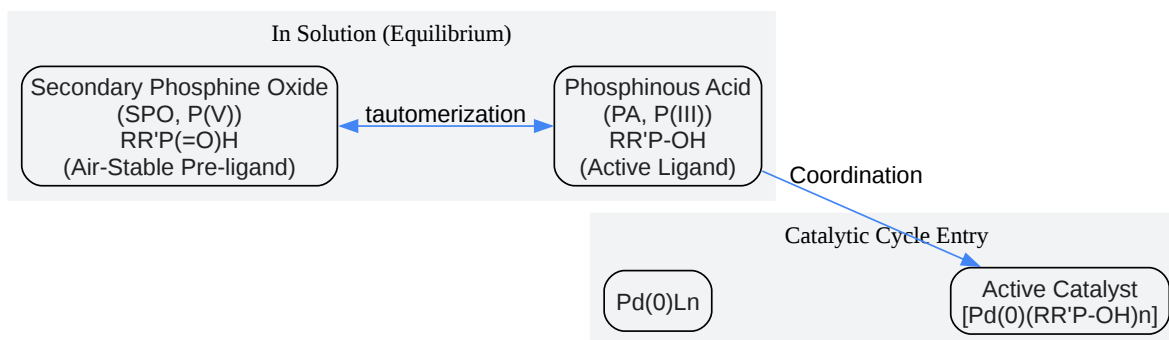 In Solution (Equilibrium)
Secondary Phosphine Oxide
(SPO, P(V))
RR'P(=O)H
(Air-Stable Pre-ligand)
tautomerization
Phosphinous Acid
(PA, P(III))
RR'P-OH
(Active Ligand)
Coordination
Catalytic Cycle Entry
Pd(0)Ln
Active Catalyst
[Pd(0)(RR'P-OH)n]